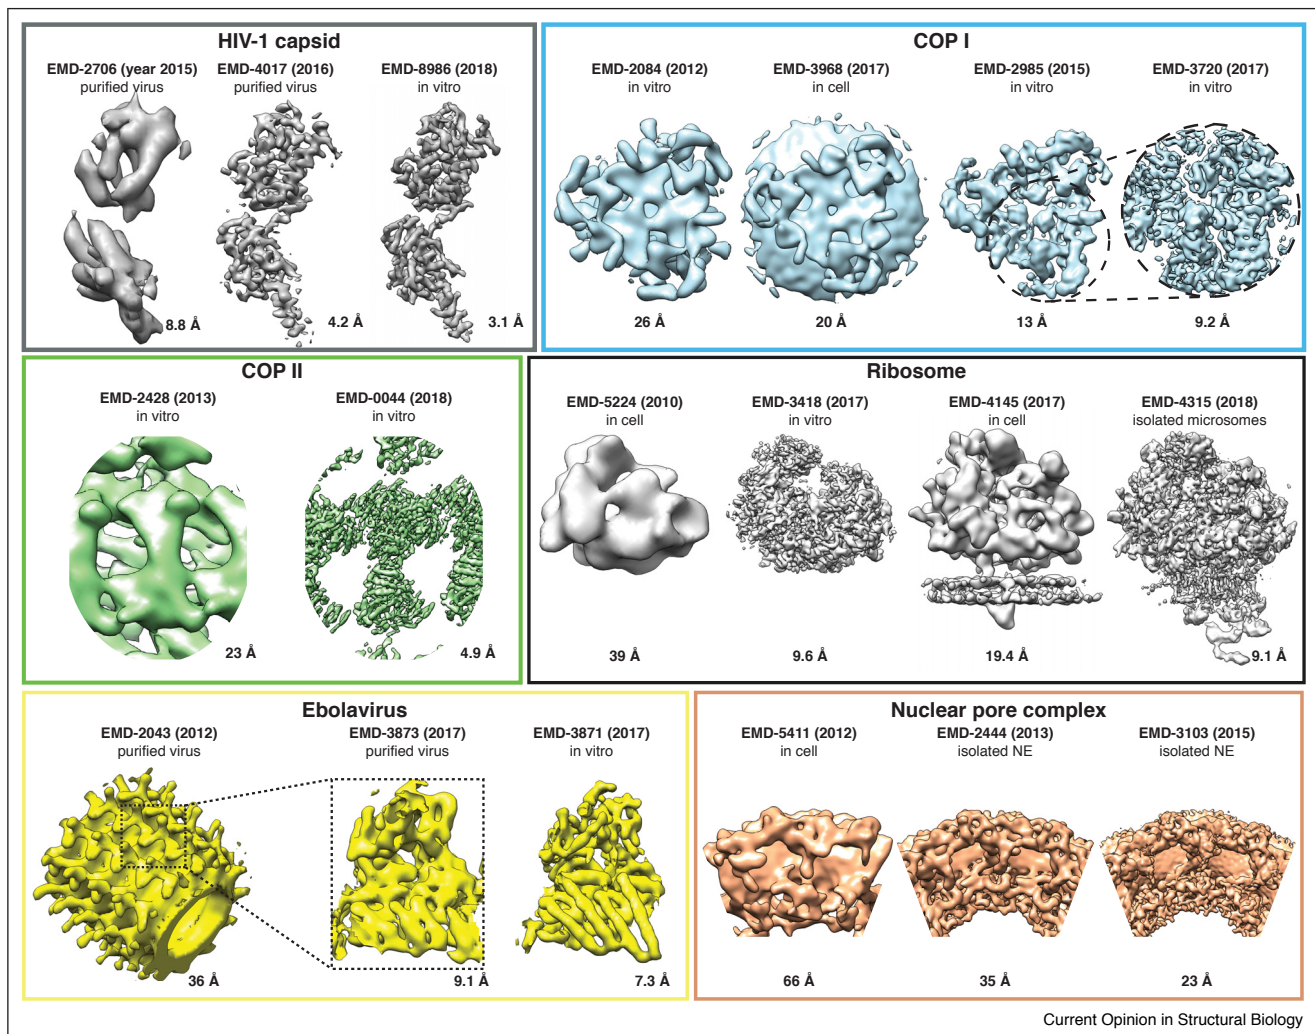 HIV-1 capsid
EMD-2706 (year 2015)
purified virus
8.8 Å
EMD-4017 (2016)
purified virus
4.2 Å
EMD-8986 (2018)
in vitro
3.1 Å
COP I
EMD-2084 (2012)
in vitro
26 Å
EMD-3968 (2017)
in cell
20 Å
EMD-2985 (2015)
in vitro
13 Å
EMD-3720 (2017)
in vitro
9.2 Å
COP II
EMD-2428 (2013)
in vitro
23 Å
EMD-0044 (2018)
in vitro
4.9 Å
Ribosome
EMD-5224 (2010)
in cell
39 Å
EMD-3418 (2017)
in vitro
9.6 Å
EMD-4145 (2017)
in cell
19.4 Å
EMD-4315 (2018)
isolated microsomes
9.1 Å
Ebolavirus
EMD-2043 (2012)
purified virus
36 Å
EMD-3873 (2017)
purified virus
9.1 Å
EMD-3871 (2017)
in vitro
7.3 Å
Nuclear pore complex
EMD-5411 (2012)
in cell
66 Å
EMD-2444 (2013)
isolated NE
35 Å
EMD-3103 (2015)
isolated NE
23 Å
Current Opinion in Structural Biology